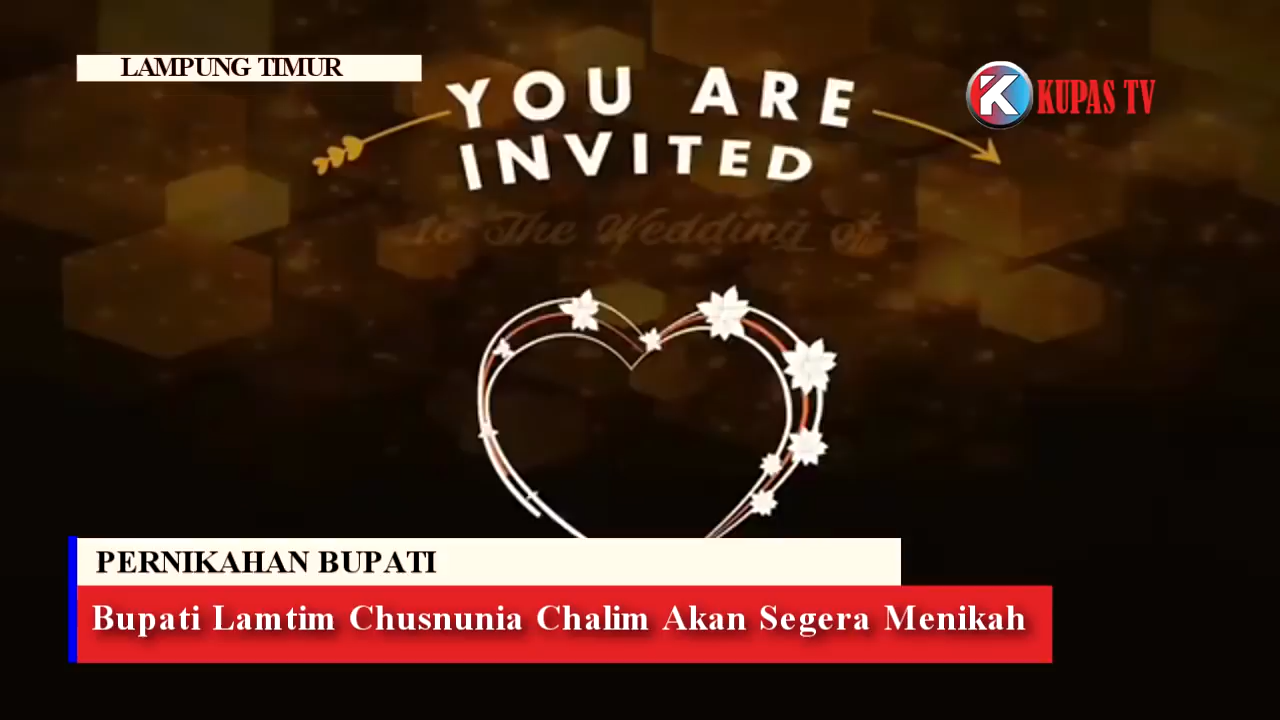 LAMPUNG TIMUR
KUPAS TV
YOU ARE
INVITED
to The Wedding of
PERNIKAHAN BUPATI
Bupati Lamtim Chusnunia Chalim Akan Segera Menikah